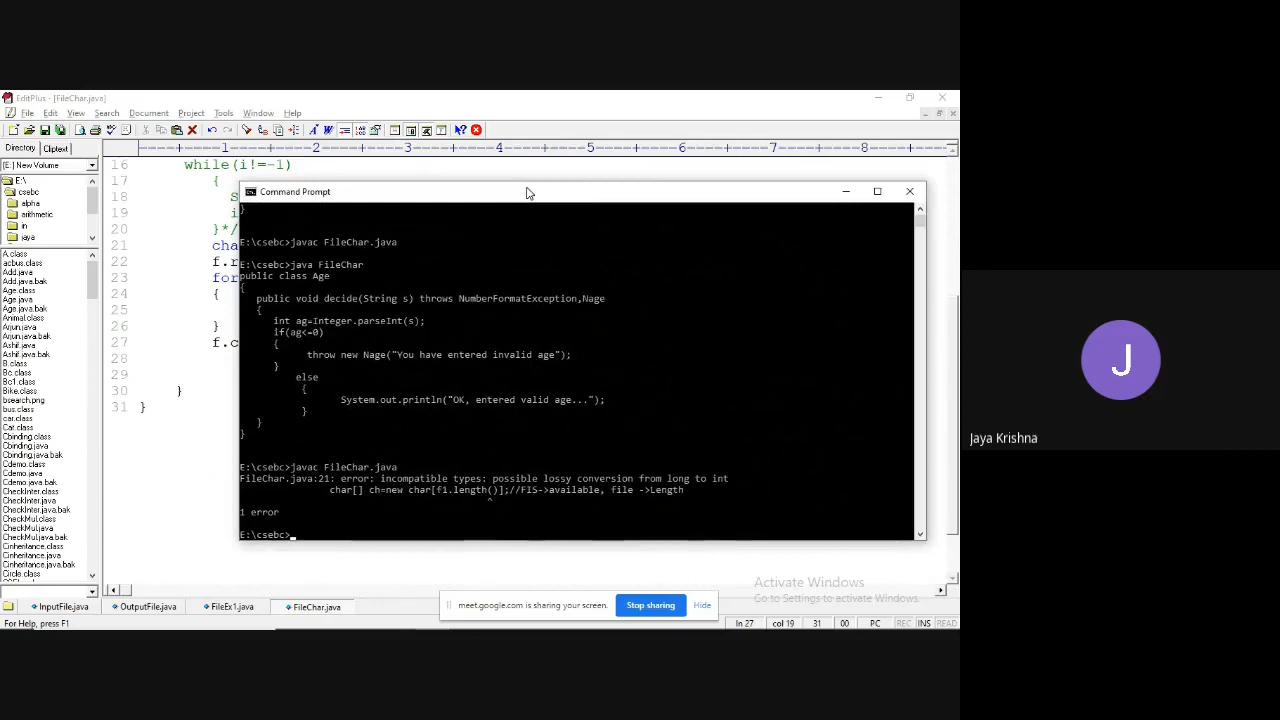 EditPlus - [FileChar.java]
File Edit View Search Document Project Tools Window Help
Directory Cliptext
----+----1----+----2----+----3----+----4----+----5----+----6----+----7----+----8----+---
[E:] New Volume
E:\
csebc
alpha
arithmetic
in
jaya
A.class
acbus.class
Add.java
Add.java.bak
Age.class
Age.java
Age.java.bak
Animal.class
Arjun.java
Arjun.java.bak
Ashif.java
Ashif.java.bak
B.class
Bc1.class
Bike.class
bsearch.png
bus.class
car.class
Cat.class
Cbinding.class
Cbinding.java
Cbinding.java.bak
Cdemo.class
Cdemo.java
Cdemo.java.bak
CheckInter.class
CheckInter.java
CheckInter.java.bak
CheckMul.class
CheckMul.java
CheckMul.java.bak
Cinheritance.class
Cinheritance.java
Cinheritance.java.bak
Circle.class
16 while(i!=-1)
17 {
18 S
19 i
20 }*/
21 cha
22 f.r
23 for
24 {
25
26 }
27 f.c
28
29
30 }
31 }
Command Prompt
}
E:\csebc>javac FileChar.java
E:\csebc>java FileChar
public class Age
{
public void decide(String s) throws NumberFormatException,Nage
{
int ag=Integer.parseInt(s);
if(ag<=0)
{
throw new Nage("You have entered invalid age");
}
else
{
System.out.println("OK, entered valid age...");
}
}
}
E:\csebc>javac FileChar.java
FileChar.java:21: error: incompatible types: possible lossy conversion from long to int
char[] ch=new char[f1.length()];//FIS->available, file ->Length
^
1 error
E:\csebc>
J
Jaya Krishna
Activate Windows
Go to Settings to activate Windows.
InputFile.java OutputFile.java FileEx1.java FileChar.java
meet.google.com is sharing your screen. Stop sharing Hide
For Help, press F1
ln 27 col 19 31 00 PC REC INS READ